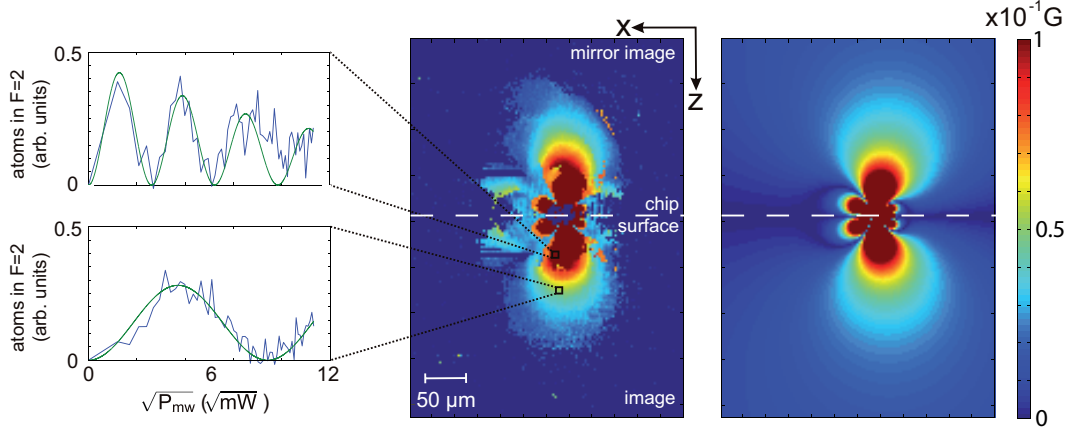 0.5
atoms in F=2
(arb. units)
0
0.5
atoms in F=2
(arb. units)
0
0
6
12
√P_mw (√mW )
X
Z
mirror image
chip
surface
50 µm
image
x10⁻¹G
1
0.5
0